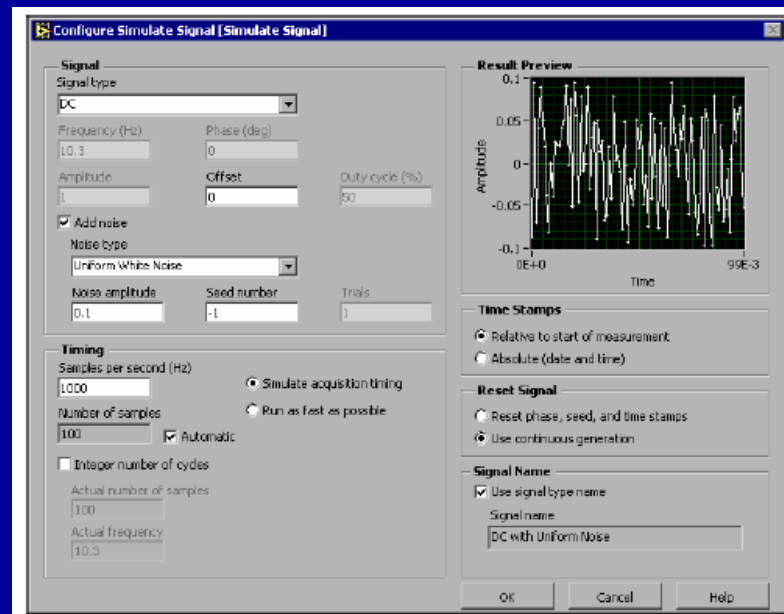 Configure Simulate Signal [Simulate Signal]
Signal
Signal type
DC
Frequency (Hz) Phase (deg)
10.3 0
Amplitude Offset Duty cycle (%)
1 0 50
Add noise
Noise type
Uniform White Noise
Noise amplitude Seed number Trials
0.1 -1 1
Timing
Samples per second (Hz)
1000
Simulate acquisition timing
Run as fast as possible
Number of samples
100
Automatic
Integer number of cycles
Actual number of samples
100
Actual frequency
10.3
Result Preview
Amplitude
0.1
0.05
0
-0.05
-0.1
0E+0 99E-3
Time
Time Stamps
Relative to start of measurement
Absolute (date and time)
Reset Signal
Reset phase, seed, and time stamps
Use continuous generation
Signal Name
Use signal type name
Signal name
DC with Uniform Noise
OK Cancel Help